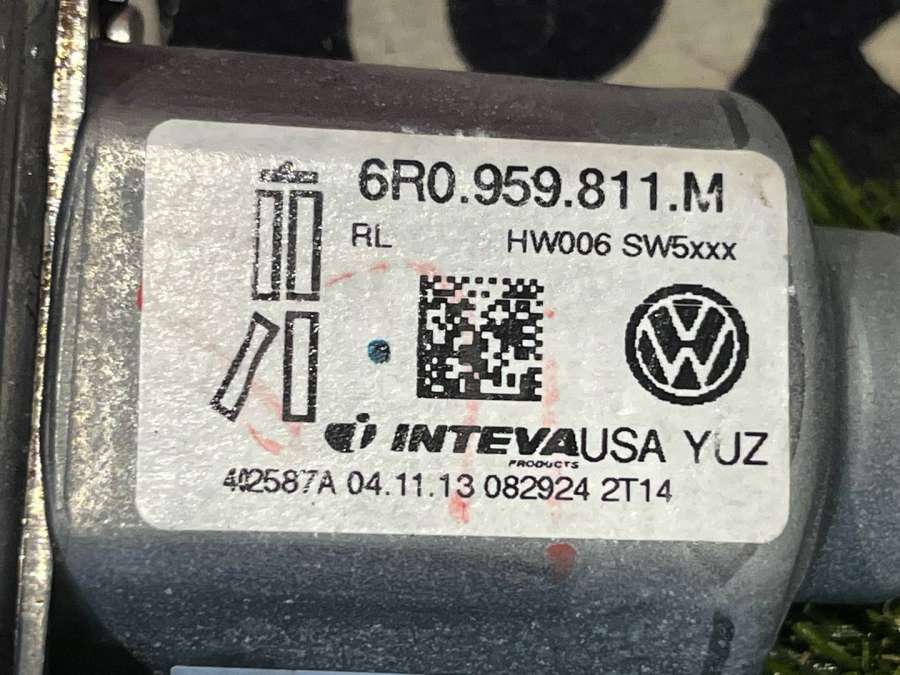 6R0.959.811.M
RL HW006 SW5xxx
INTEVA USA YUZ
PRODUCTS
402587A 04.11.13 082924 2T14